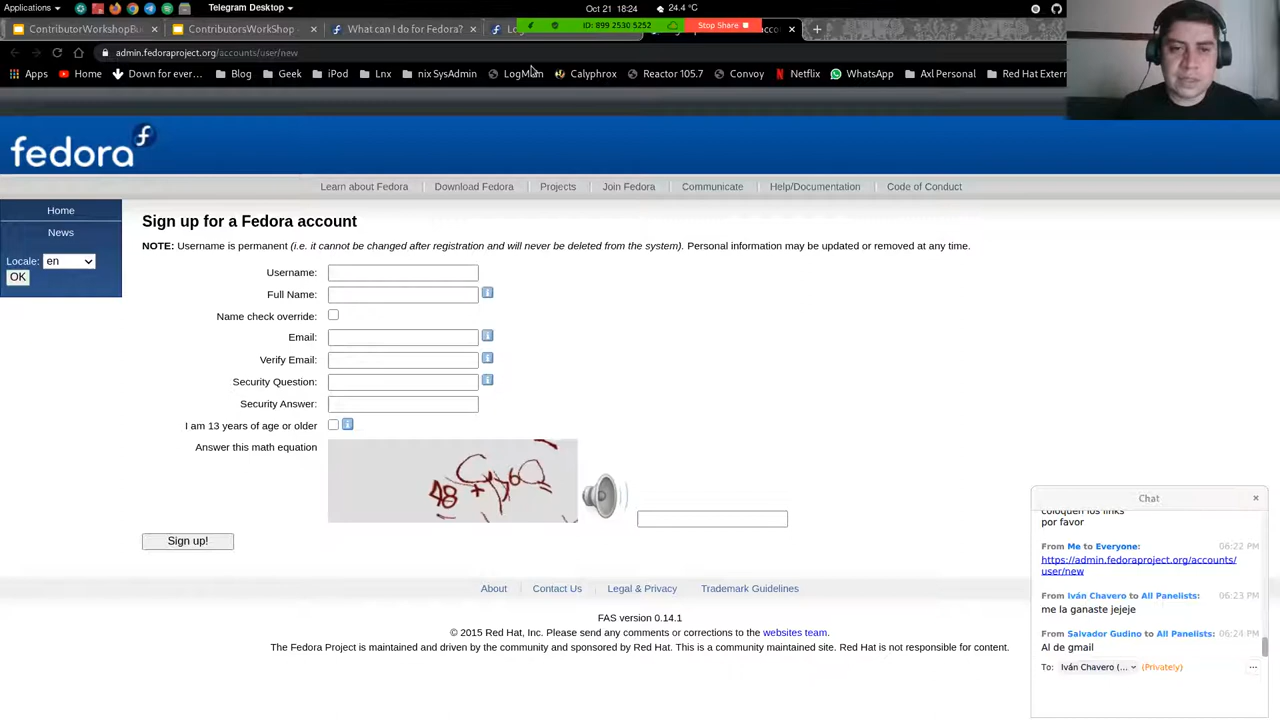 Applications
Oct 21 18:24
24.4 °C
Telegram Desktop
ContributorWorkshopBu
ContributorsWorkShop
What can I do for Fedora?
ID: 899 2530 5252
Stop Share
admin.fedoraproject.org/accounts/user/new
Apps
Home
Down for ever...
Blog
Geek
iPod
Lnx
nix SysAdmin
LogMan
Calyphrox
Reactor 105.7
Convoy
Netflix
WhatsApp
Axl Personal
Red Hat Extern
fedora
Learn about Fedora
Download Fedora
Projects
Join Fedora
Communicate
Help/Documentation
Code of Conduct
Home
News
Locale: en
OK
Sign up for a Fedora account
NOTE: Username is permanent (i.e. it cannot be changed after registration and will never be deleted from the system). Personal information may be updated or removed at any time.
Username:
Full Name:
Name check override:
Email:
Verify Email:
Security Question:
Security Answer:
I am 13 years of age or older
Answer this math equation
Sign up!
About
Contact Us
Legal & Privacy
Trademark Guidelines
FAS version 0.14.1
© 2015 Red Hat, Inc. Please send any comments or corrections to the websites team.
The Fedora Project is maintained and driven by the community and sponsored by Red Hat. This is a community maintained site. Red Hat is not responsible for content.
Chat
coloquen los links
por favor
From Me to Everyone: 06:22 PM
https://admin.fedoraproject.org/accounts/
user/new
From Iván Chavero to All Panelists: 06:23 PM
me la ganaste jejeje
From Salvador Gudino to All Panelists: 06:24 PM
Al de gmail
To: Iván Chavero (... (Privately)